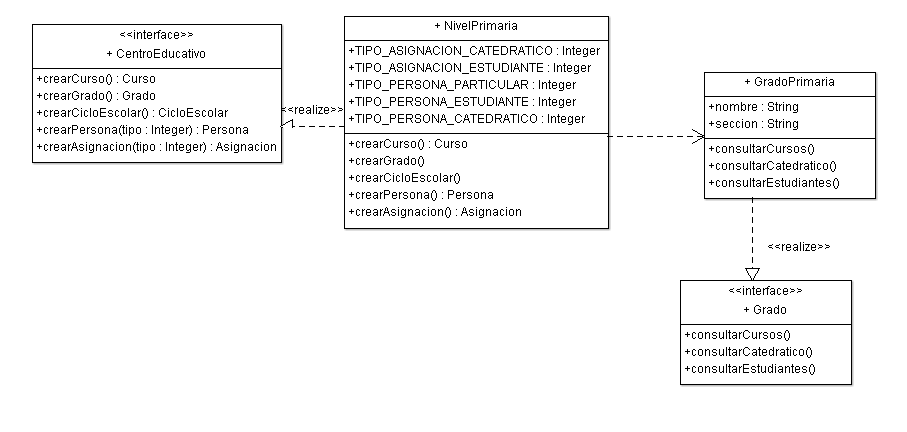 <<interface>>
+ CentroEducativo
+crearCurso() : Curso
+crearGrado() : Grado
+crearCicloEscolar() : CicloEscolar
+crearPersona(tipo : Integer) : Persona
+crearAsignacion(tipo : Integer) : Asignacion
<<realize>>
+ NivelPrimaria
+TIPO_ASIGNACION_CATEDRATICO : Integer
+TIPO_ASIGNACION_ESTUDIANTE : Integer
+TIPO_PERSONA_PARTICULAR : Integer
+TIPO_PERSONA_ESTUDIANTE : Integer
+TIPO_PERSONA_CATEDRATICO : Integer
+crearCurso() : Curso
+crearGrado()
+crearCicloEscolar()
+crearPersona() : Persona
+crearAsignacion() : Asignacion
+ GradoPrimaria
+nombre : String
+seccion : String
+consultarCursos()
+consultarCatedratico()
+consultarEstudiantes()
<<realize>>
<<interface>>
+ Grado
+consultarCursos()
+consultarCatedratico()
+consultarEstudiantes()